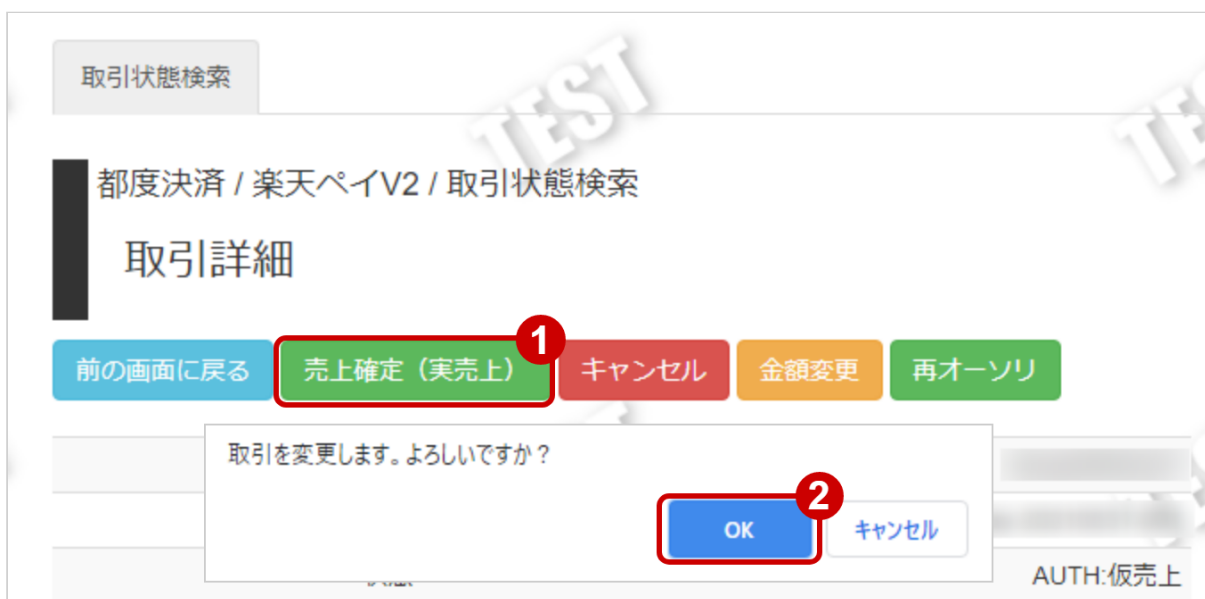 取引状態検索
TEST
TE
都度決済 / 楽天ペイV2 / 取引状態検索
取引詳細
1
前の画面に戻る 売上確定（実売上） キャンセル 金額変更 再オーソリ
取引を変更します。よろしいですか？
2
OK キャンセル
AUTH:仮売上